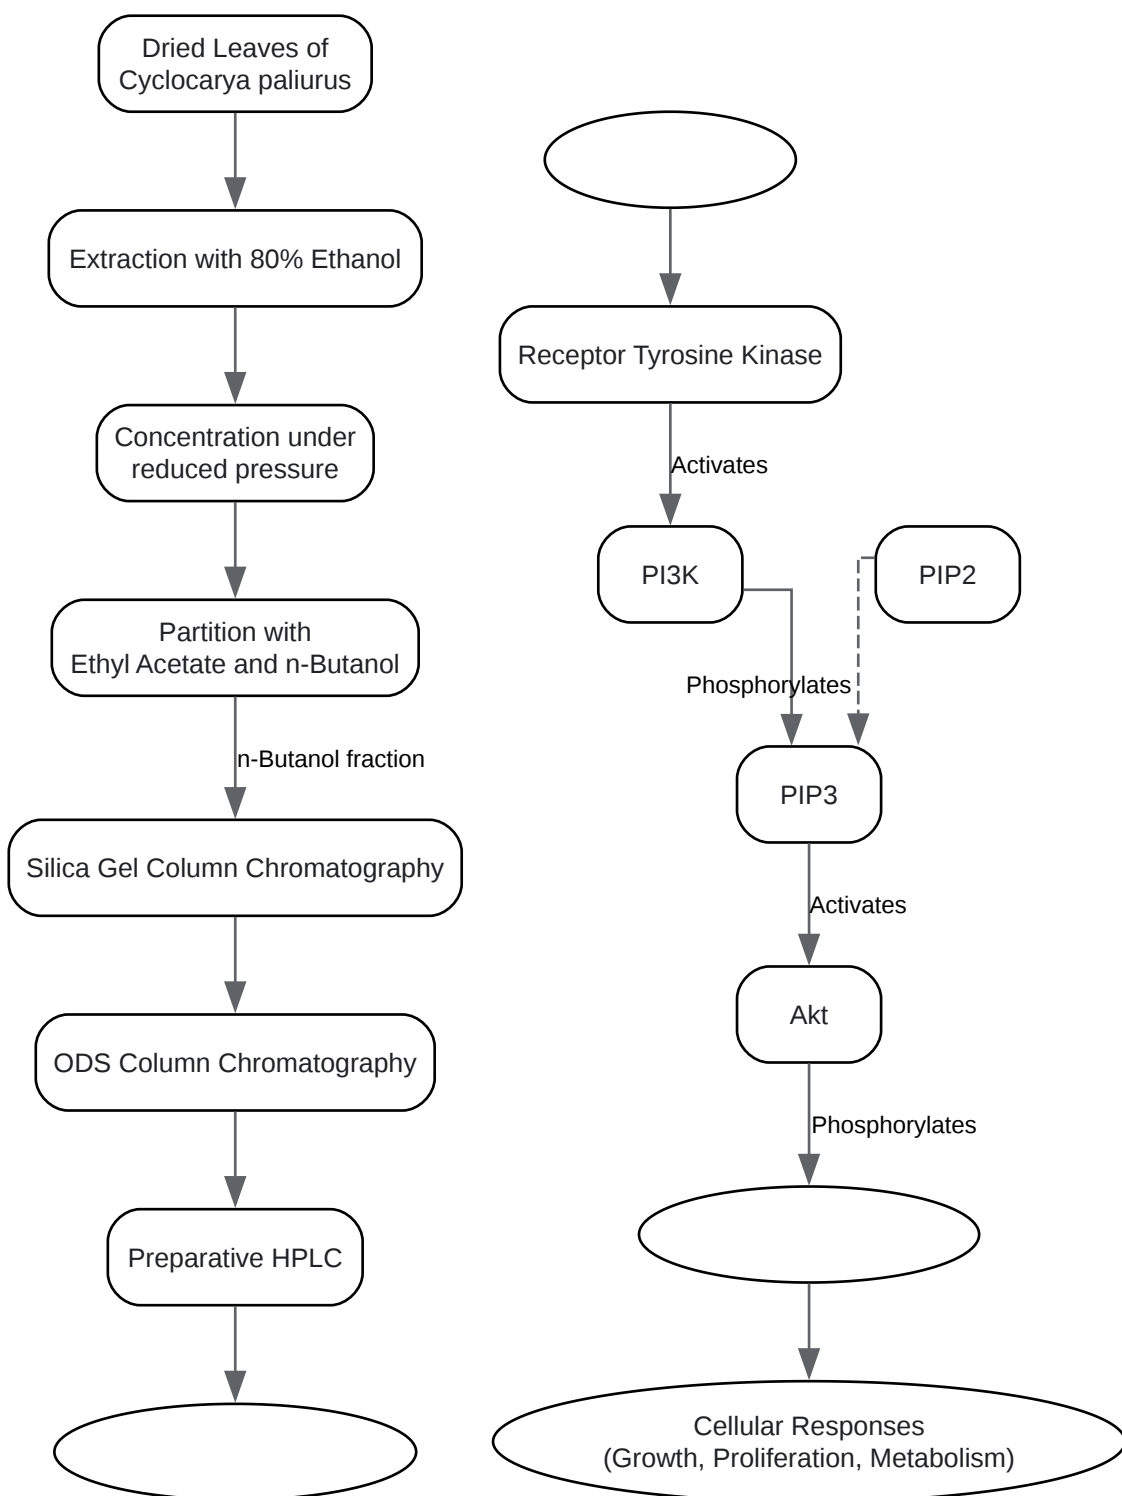 Dried Leaves of
Cyclocarya paliurus
Extraction with 80% Ethanol
Concentration under
reduced pressure
Partition with
Ethyl Acetate and n-Butanol
n-Butanol fraction
Silica Gel Column Chromatography
ODS Column Chromatography
Preparative HPLC
Receptor Tyrosine Kinase
Activates
PI3K
PIP2
Phosphorylates
PIP3
Activates
Akt
Phosphorylates
Cellular Responses
(Growth, Proliferation, Metabolism)